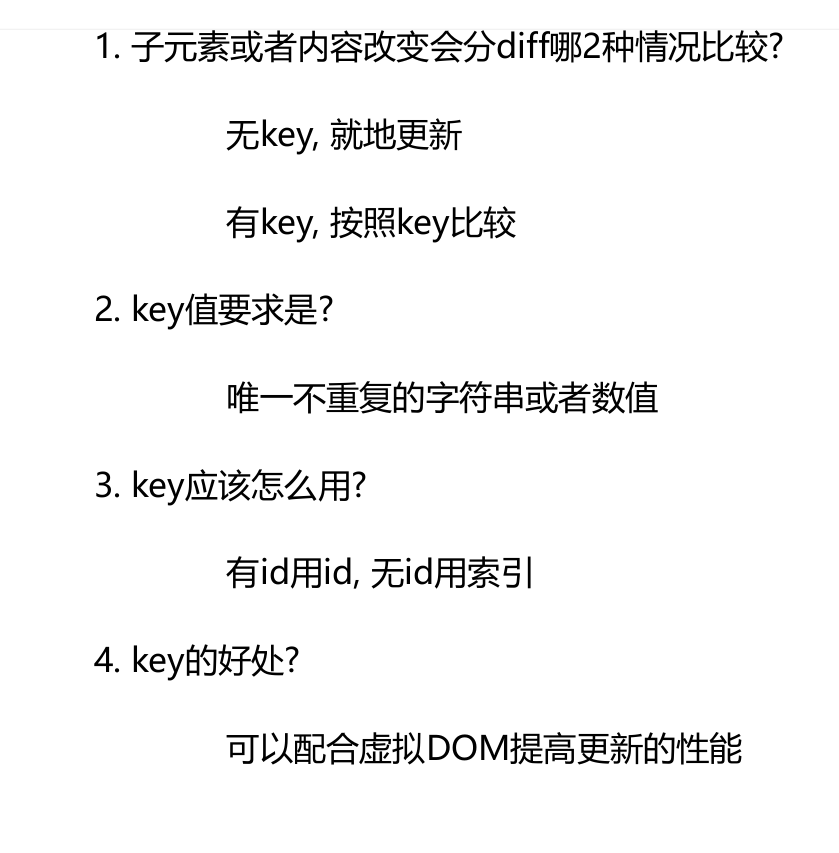 1. 子元素或者内容改变会分diff哪2种情况比较?
无key, 就地更新
有key, 按照key比较
2. key值要求是?
唯一不重复的字符串或者数值
3. key应该怎么用?
有id用id, 无id用索引
4. key的好处?
可以配合虚拟DOM提高更新的性能